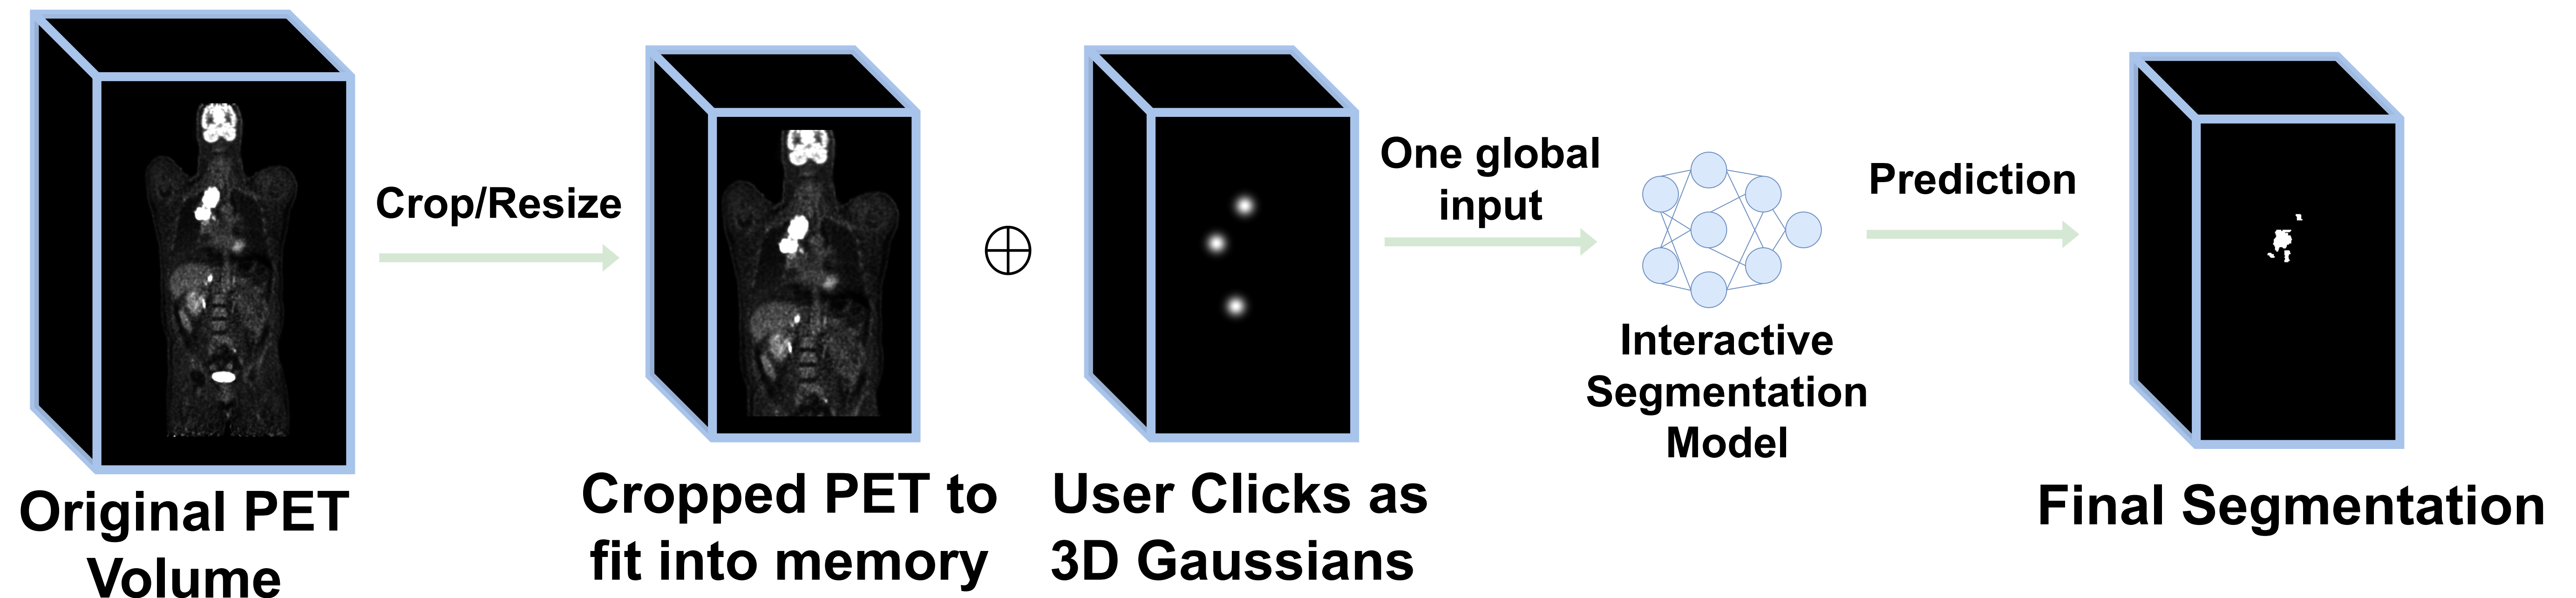 Crop/Resize
One global
input
Prediction
Interactive
Segmentation
Model
Original PET
Volume
Cropped PET to
fit into memory
User Clicks as
3D Gaussians
Final Segmentation